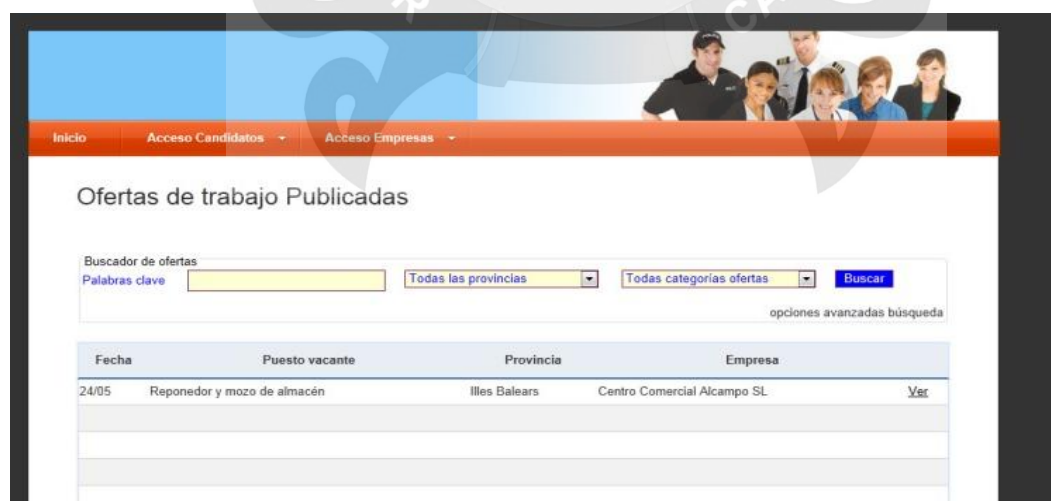 Inicio Acceso Candidatos Acceso Empresas
Ofertas de trabajo Publicadas
Buscador de ofertas
Palabras clave Todas las provincias Todas categorías ofertas Buscar
opciones avanzadas búsqueda
Fecha Puesto vacante Provincia Empresa
24/05 Reponedor y mozo de almacén Illes Balears Centro Comercial Alcampo SL Ver